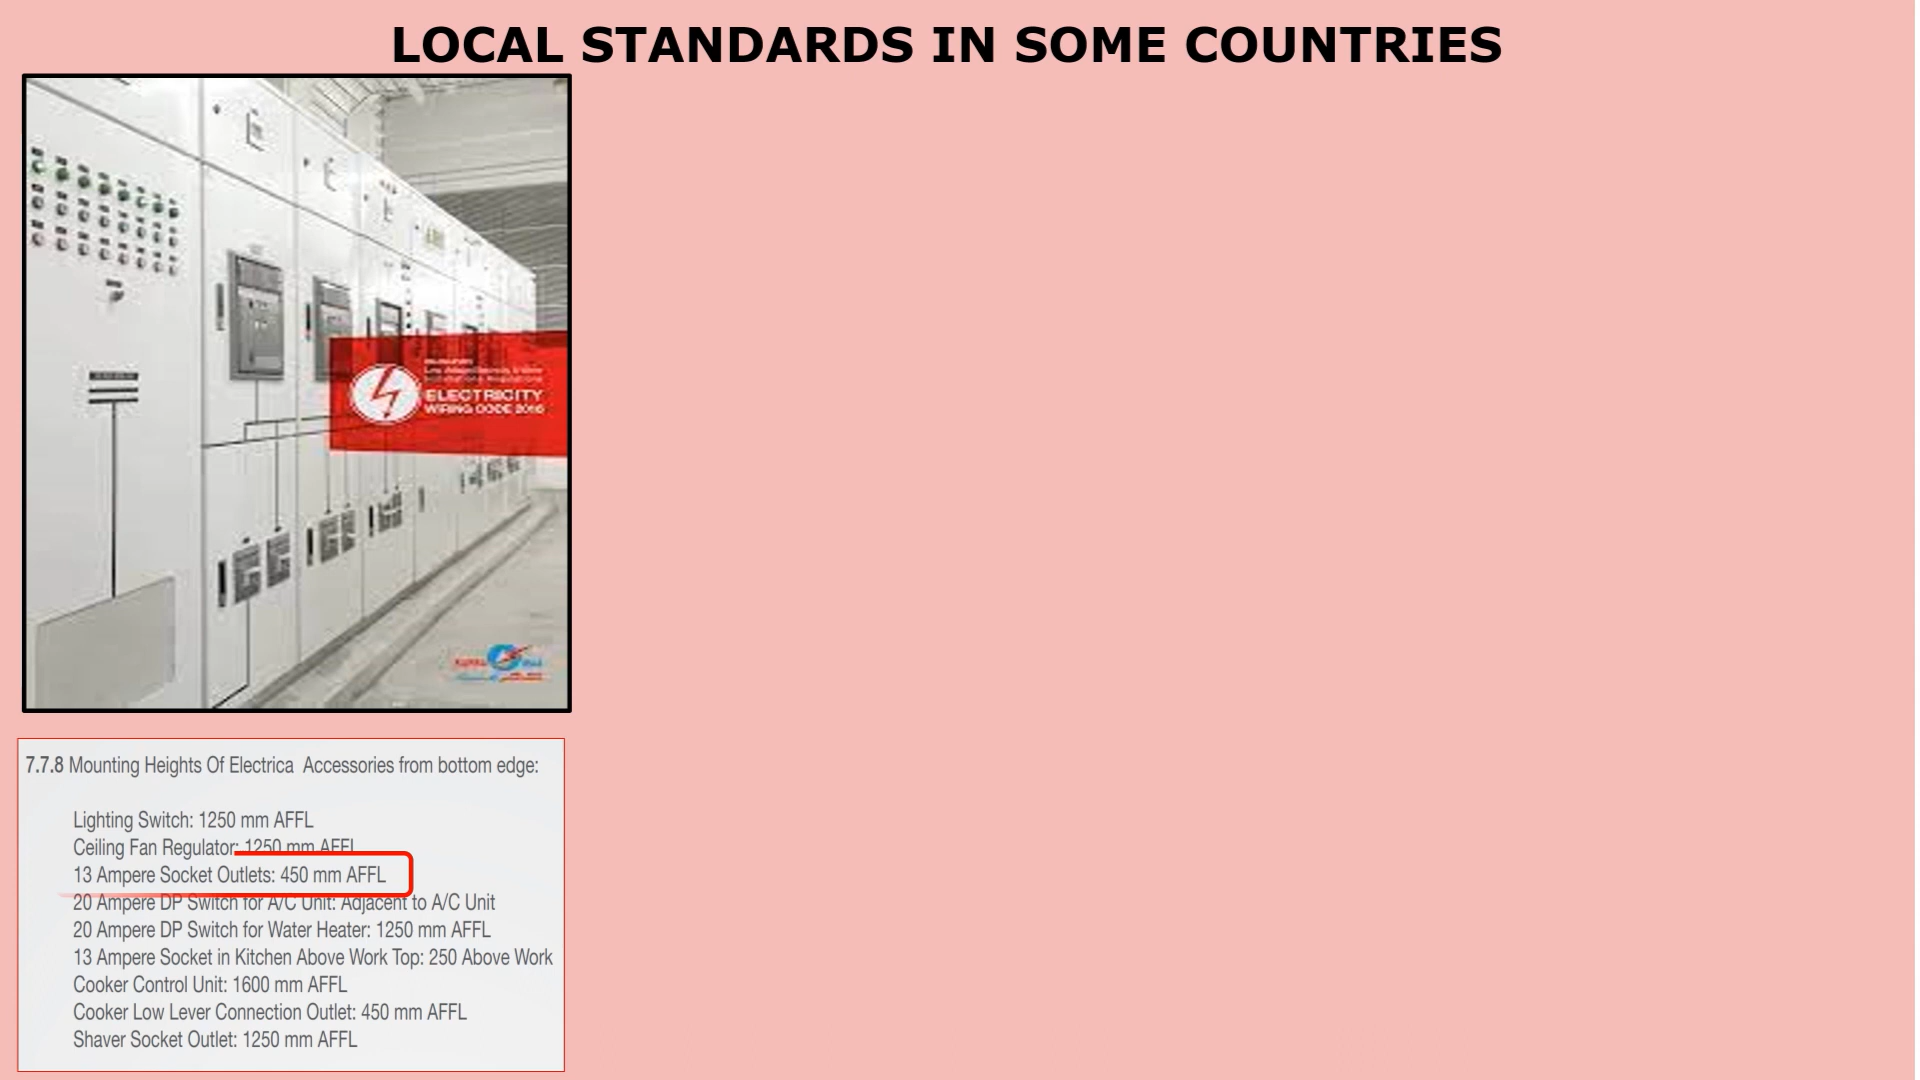 LOCAL STANDARDS IN SOME COUNTRIES
ELECTRICITY
WIRING CODE 2016
7.7.8 Mounting Heights Of Electrica Accessories from bottom edge:
Lighting Switch: 1250 mm AFFL
Ceiling Fan Regulator: 1250 mm AFFL
13 Ampere Socket Outlets: 450 mm AFFL
20 Ampere DP Switch for A/C Unit: Adjacent to A/C Unit
20 Ampere DP Switch for Water Heater: 1250 mm AFFL
13 Ampere Socket in Kitchen Above Work Top: 250 Above Work
Cooker Control Unit: 1600 mm AFFL
Cooker Low Lever Connection Outlet: 450 mm AFFL
Shaver Socket Outlet: 1250 mm AFFL